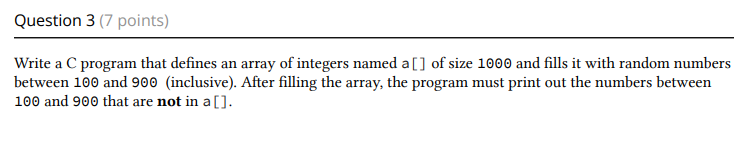 Question 3 (7 points)
Write a C program that defines an array of integers named a[] of size 1000 and fills it with random numbers
between 100 and 900 (inclusive). After filling the array, the program must print out the numbers between
100 and 900 that are not in a[].